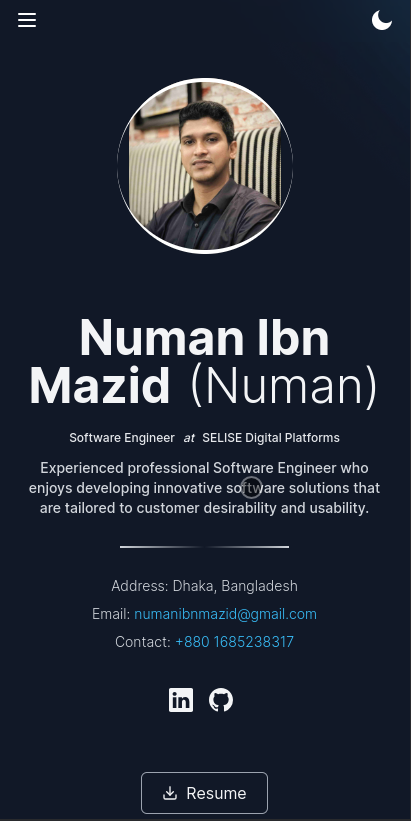 Numan Ibn
Mazid (Numan)
Software Engineer at SELISE Digital Platforms
Experienced professional Software Engineer who
enjoys developing innovative software solutions that
are tailored to customer desirability and usability.
Address: Dhaka, Bangladesh
Email: numanibnmazid@gmail.com
Contact: +880 1685238317
in
Resume